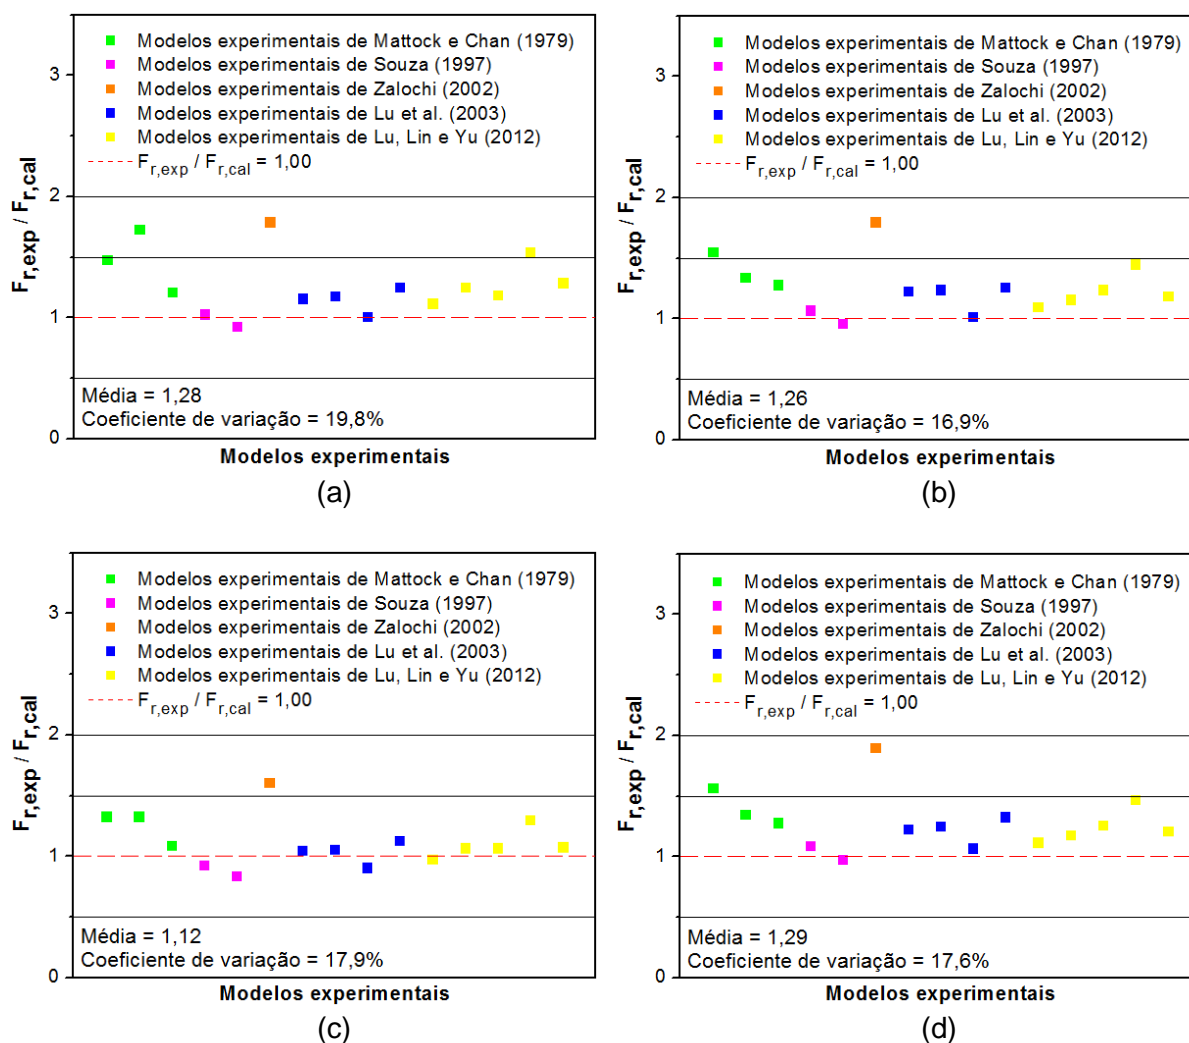 Modelos experimentais de Mattock e Chan (1979)
Modelos experimentais de Souza (1997)
Modelos experimentais de Zalochi (2002)
Modelos experimentais de Lu et al. (2003)
Modelos experimentais de Lu, Lin e Yu (2012)
Fr,exp / Fr,cal = 1,00
3
2
1
0
Fr,exp / Fr,cal
Média = 1,28
Coeficiente de variação = 19,8%
Modelos experimentais
(a)
Modelos experimentais de Mattock e Chan (1979)
Modelos experimentais de Souza (1997)
Modelos experimentais de Zalochi (2002)
Modelos experimentais de Lu et al. (2003)
Modelos experimentais de Lu, Lin e Yu (2012)
Fr,exp / Fr,cal = 1,00
3
2
1
0
Fr,exp / Fr,cal
Média = 1,26
Coeficiente de variação = 16,9%
Modelos experimentais
(b)
Modelos experimentais de Mattock e Chan (1979)
Modelos experimentais de Souza (1997)
Modelos experimentais de Zalochi (2002)
Modelos experimentais de Lu et al. (2003)
Modelos experimentais de Lu, Lin e Yu (2012)
Fr,exp / Fr,cal = 1,00
3
2
1
0
Fr,exp / Fr,cal
Média = 1,12
Coeficiente de variação = 17,9%
Modelos experimentais
(c)
Modelos experimentais de Mattock e Chan (1979)
Modelos experimentais de Souza (1997)
Modelos experimentais de Zalochi (2002)
Modelos experimentais de Lu et al. (2003)
Modelos experimentais de Lu, Lin e Yu (2012)
Fr,exp / Fr,cal = 1,00
3
2
1
0
Fr,exp / Fr,cal
Média = 1,29
Coeficiente de variação = 17,6%
Modelos experimentais
(d)